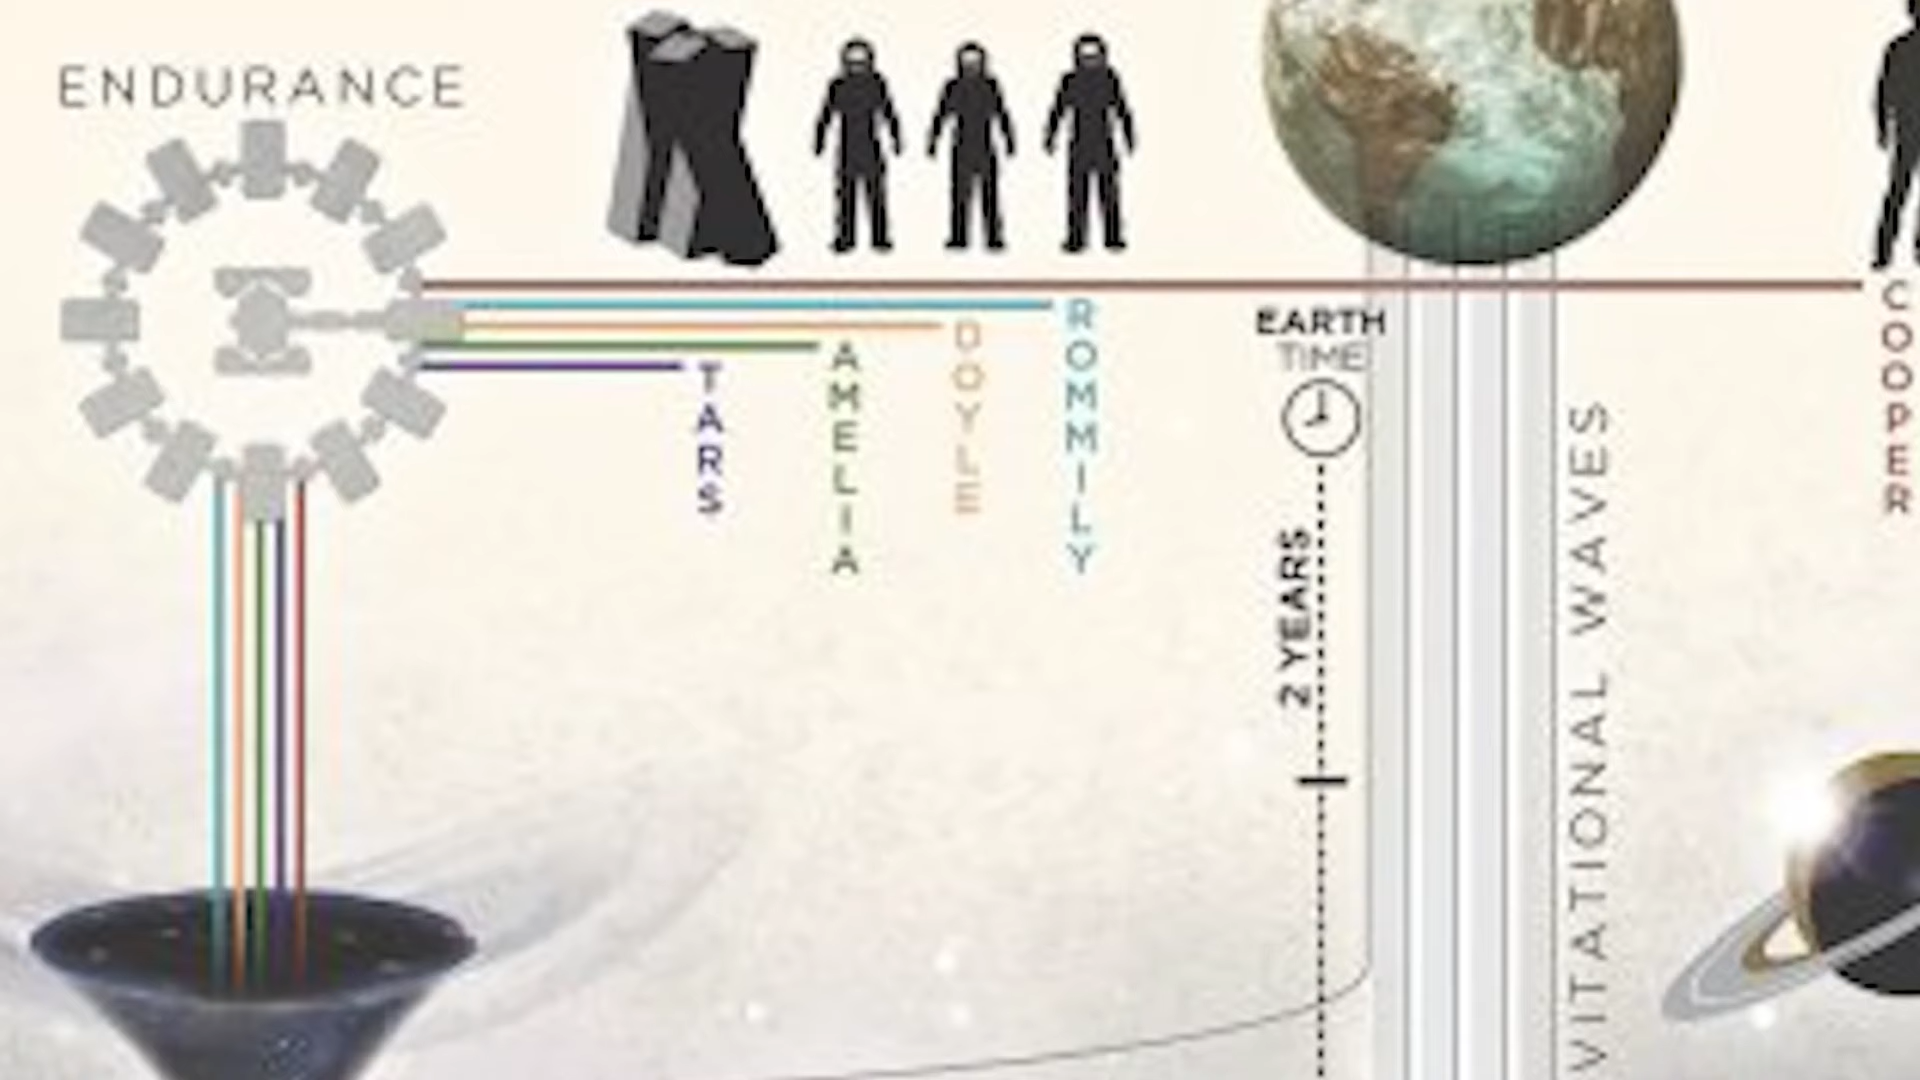 ENDURANCE
TARS
AMELIA
DOYLE
ROMMILY
EARTH
TIME
2 YEARS
VITATIONAL WAVES
COOPER